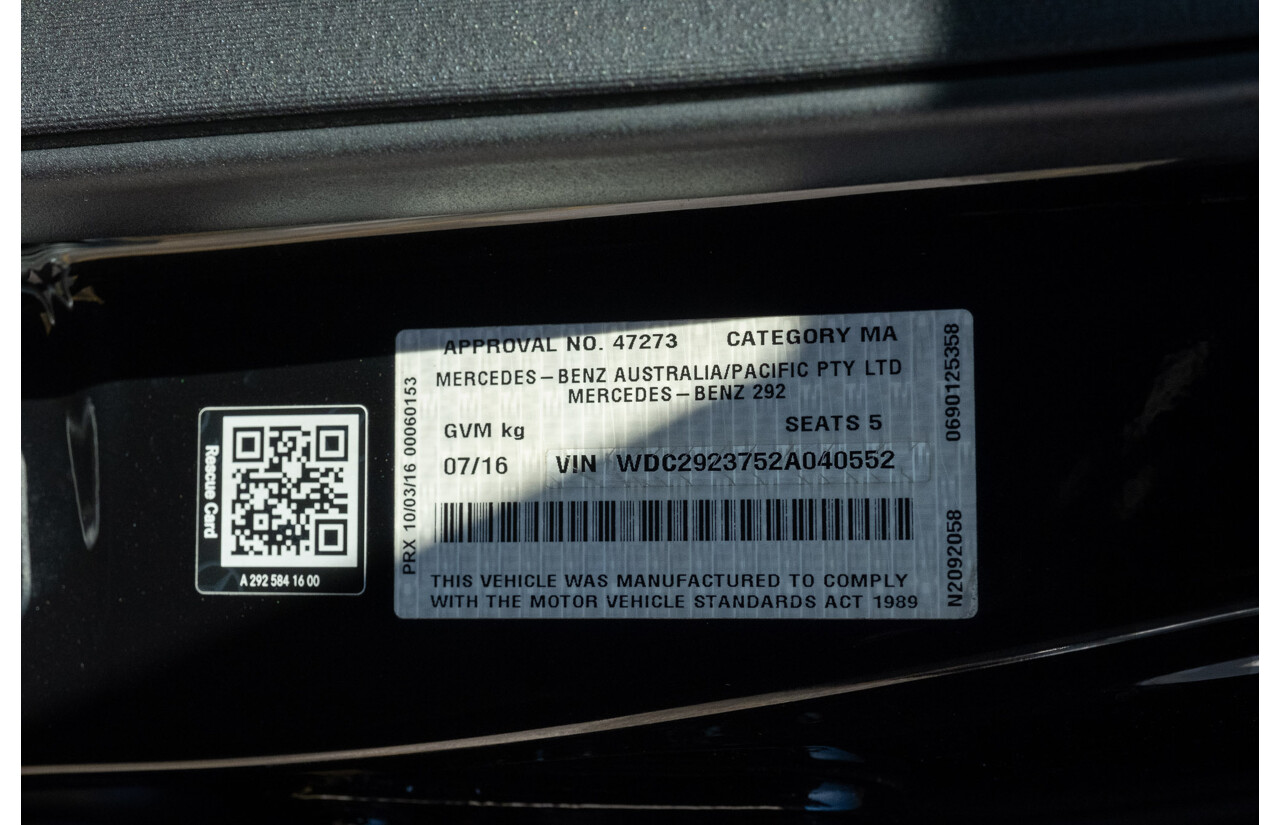 Rescue Card
A 292 584 16 00
PRX 10/03/16 00060153
APPROVAL NO. 47273 CATEGORY MA
MERCEDES-BENZ AUSTRALIA/PACIFIC PTY LTD
MERCEDES-BENZ 292
GVM kg SEATS 5
07/16 VIN WDC2923752A040552
THIS VEHICLE WAS MANUFACTURED TO COMPLY
WITH THE MOTOR VEHICLE STANDARDS ACT 1989
0690125358
N2092058